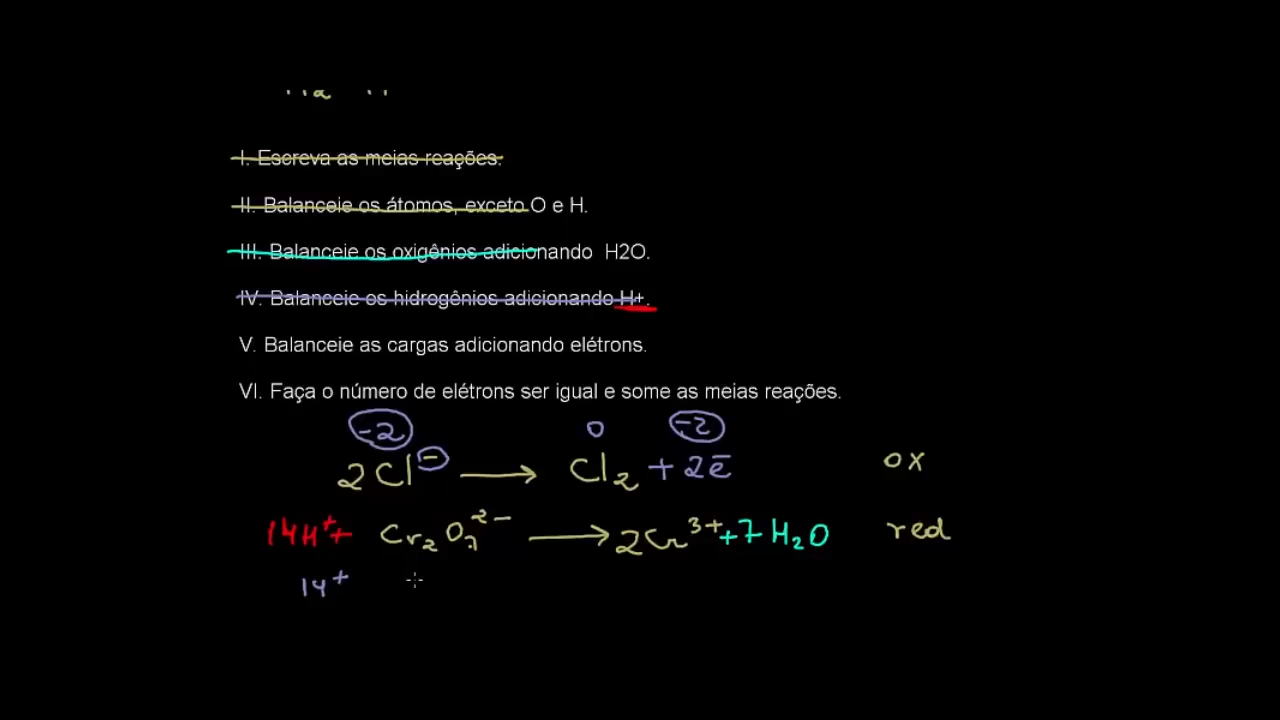 I. Escreva as meias reações.
II. Balanceie os átomos, exceto O e H.
III. Balanceie os oxigênios adicionando H2O.
IV. Balanceie os hidrogênios adicionando H+.
V. Balanceie as cargas adicionando elétrons.
VI. Faça o número de elétrons ser igual e some as meias reações.
-2 0 -2
2Cl⁻ → Cl₂ + 2e̅ ox
14H⁺ + Cr₂O₇²⁻ → 2Cr³⁺ + 7H₂O red
14⁺